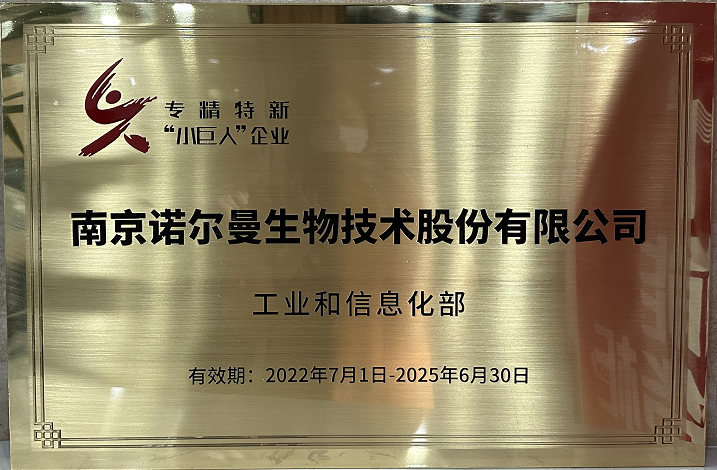 专精特新
“小巨人”企业
南京诺尔曼生物技术股份有限公司
工业和信息化部
有效期：2022年7月1日-2025年6月30日